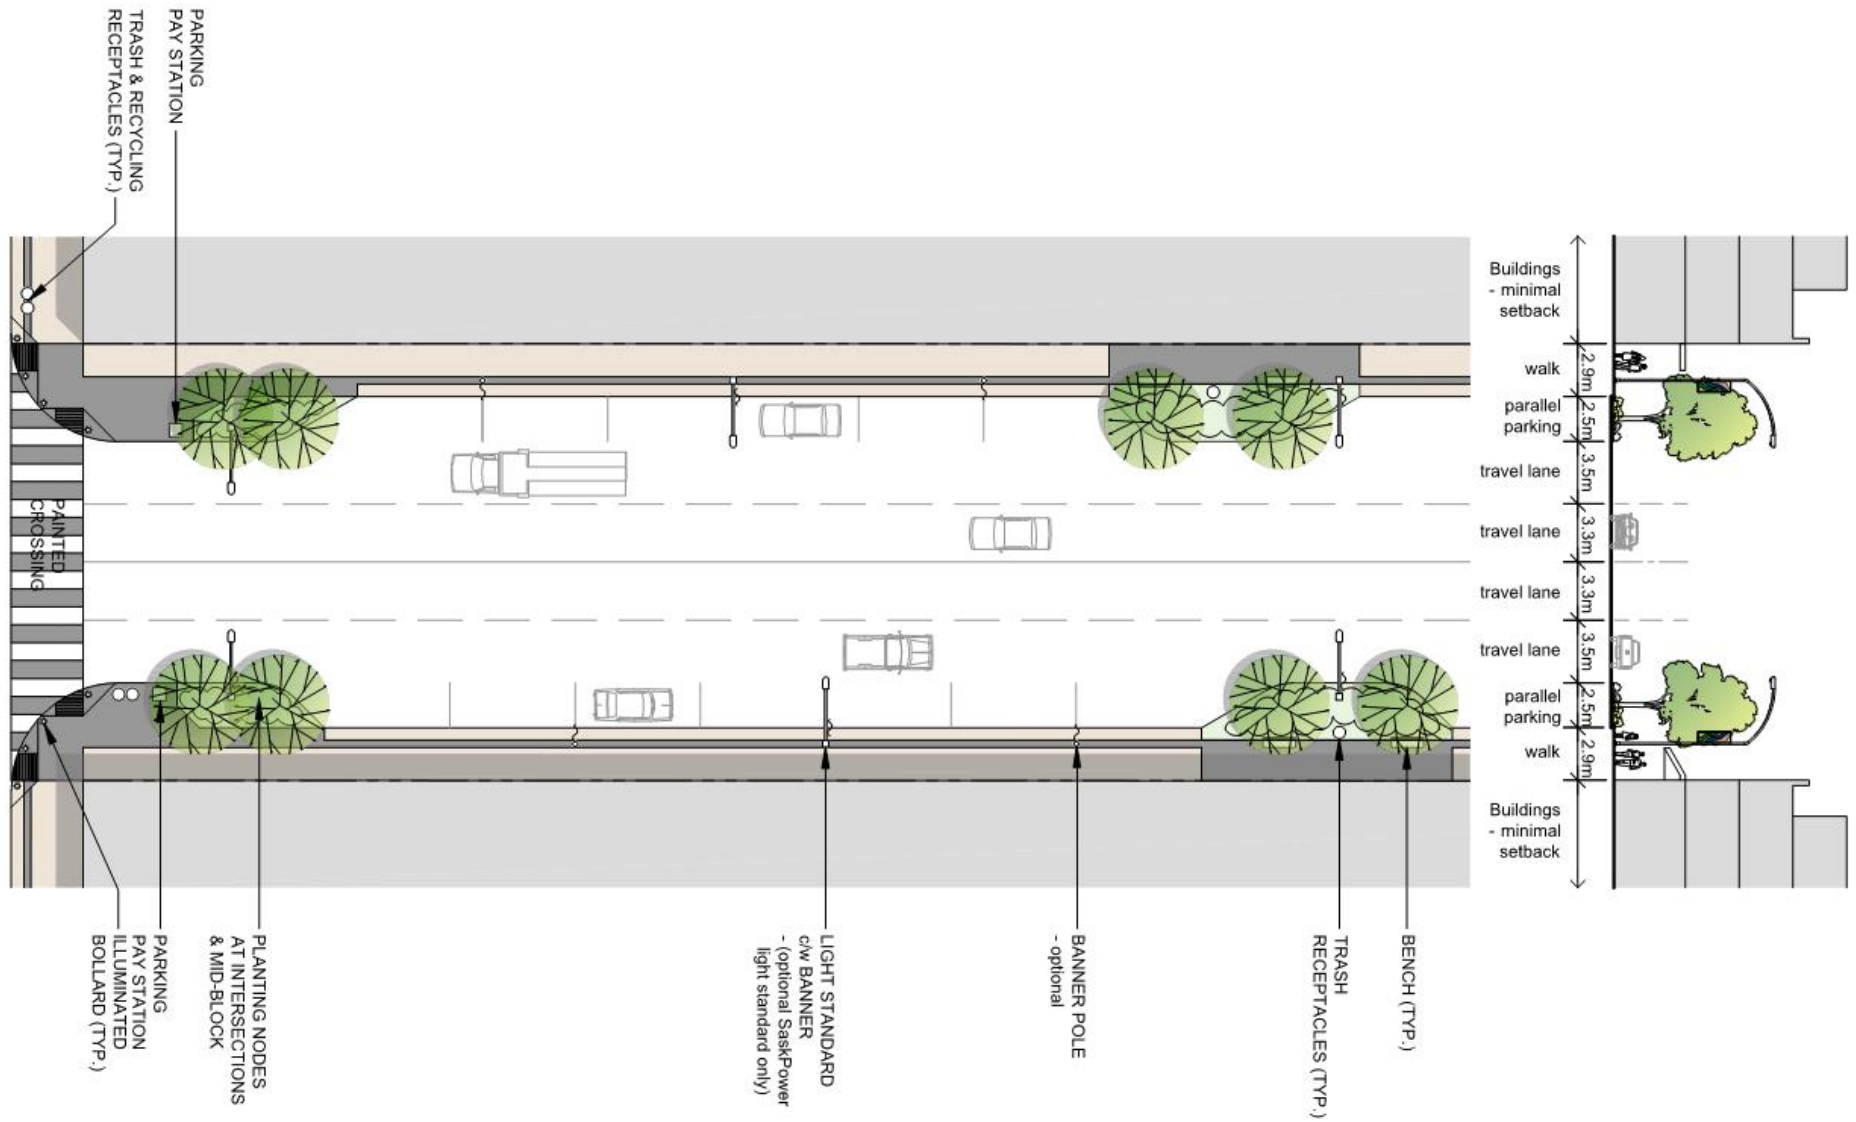 PARKING
PAY STATION
TRASH & RECYCLING
RECEPTACLES (TYP.)
PAINTED
CROSSING
Buildings
- minimal
setback
walk
2.9m
parallel
parking
2.5m
travel lane
3.5m
travel lane
3.3m
travel lane
3.3m
travel lane
3.5m
parallel
parking
2.5m
walk
2.9m
Buildings
- minimal
setback
BENCH (TYP.)
TRASH
RECEPTACLES (TYP.)
BANNER POLE
- optional
LIGHT STANDARD
c/w BANNER
- (optional SaskPower
light standard only)
PLANTING NODES
AT INTERSECTIONS
& MID-BLOCK
PARKING
PAY STATION
ILLUMINATED
BOLLARD (TYP.)